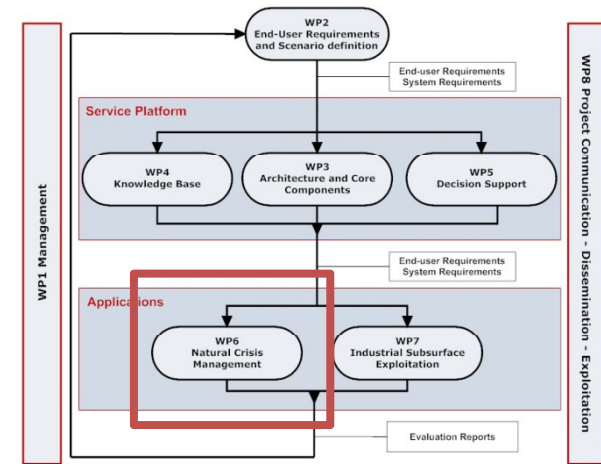 WP2
End-User Requirements
and Scenario definition
End-user Requirements
System Requirements
Service Platform
WP4
Knowledge Base
WP3
Architecture and Core
Components
WP5
Decision Support
End-user Requirements
System Requirements
Applications
WP6
Natural Crisis
Management
WP7
Industrial Subsurface
Exploitation
Evaluation Reports
WP1 Management
WP8 Project Communication - Dissemination - Exploitation